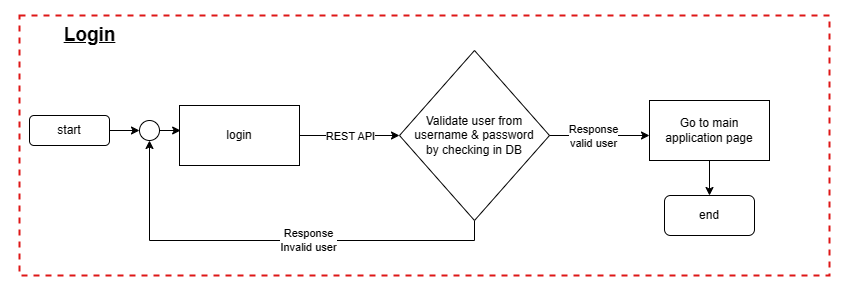 Login
start
login
REST API
Validate user from
username & password
by checking in DB
Response
valid user
Go to main
application page
end
Response
Invalid user